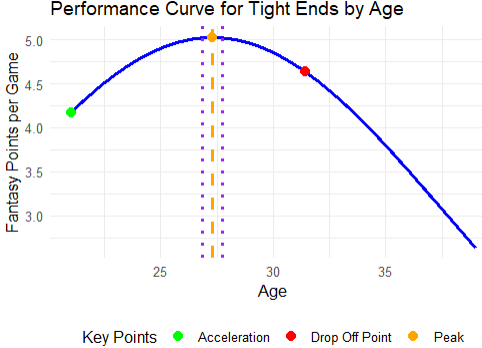 Performance Curve for Tight Ends by Age
Fantasy Points per Game
5.0
4.5
4.0
3.5
3.0
25 30 35
Age
Key Points Acceleration Drop Off Point Peak